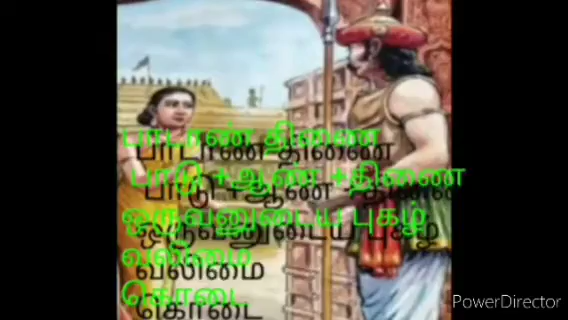 பாடாண் திணை
பாடு +ஆண் +திணை
ஒருவனுடைய புகழ்
வலிமை
கொடை
PowerDirector